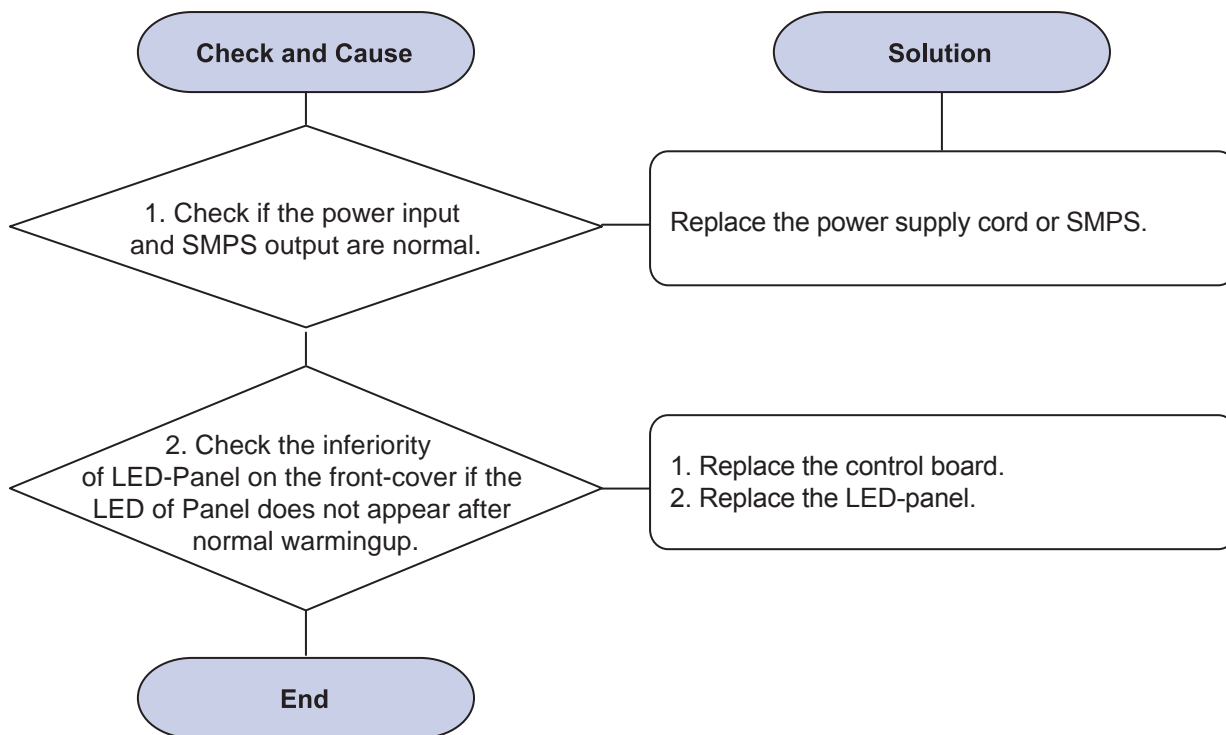 Check and Cause
Solution
1. Check if the power input
and SMPS output are normal.
Replace the power supply cord or SMPS.
2. Check the inferiority
of LED-Panel on the front-cover if the
LED of Panel does not appear after
normal warmingup.
1. Replace the control board.
2. Replace the LED-panel.
End